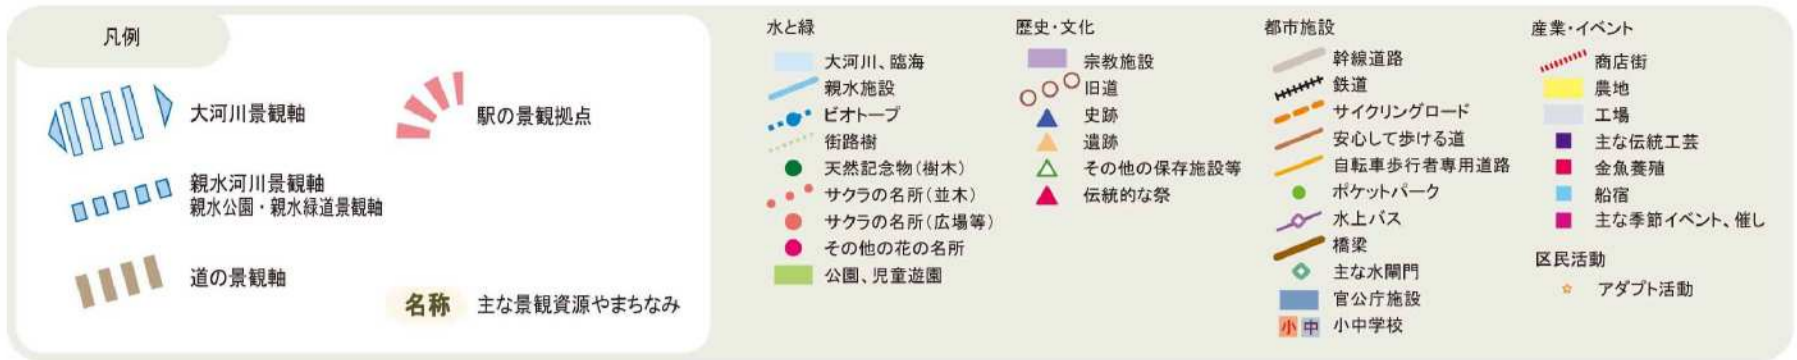 凡例
大河川景観軸
駅の景観拠点
親水河川景観軸
親水公園・親水緑道景観軸
道の景観軸
名称
主な景観資源やまちなみ
水と緑
大河川、臨海
親水施設
ビオトープ
街路樹
天然記念物(樹木)
サクラの名所(並木)
サクラの名所(広場等)
その他の花の名所
公園、児童遊園
歴史・文化
宗教施設
旧道
史跡
遺跡
その他の保存施設等
伝統的な祭
都市施設
幹線道路
鉄道
サイクリングロード
安心して歩ける道
自転車歩行者専用道路
ポケットパーク
水上バス
橋梁
主な水閘門
官公庁施設
小 中 小中学校
産業・イベント
商店街
農地
工場
主な伝統工芸
金魚養殖
船宿
主な季節イベント、催し
区民活動
アダプト活動